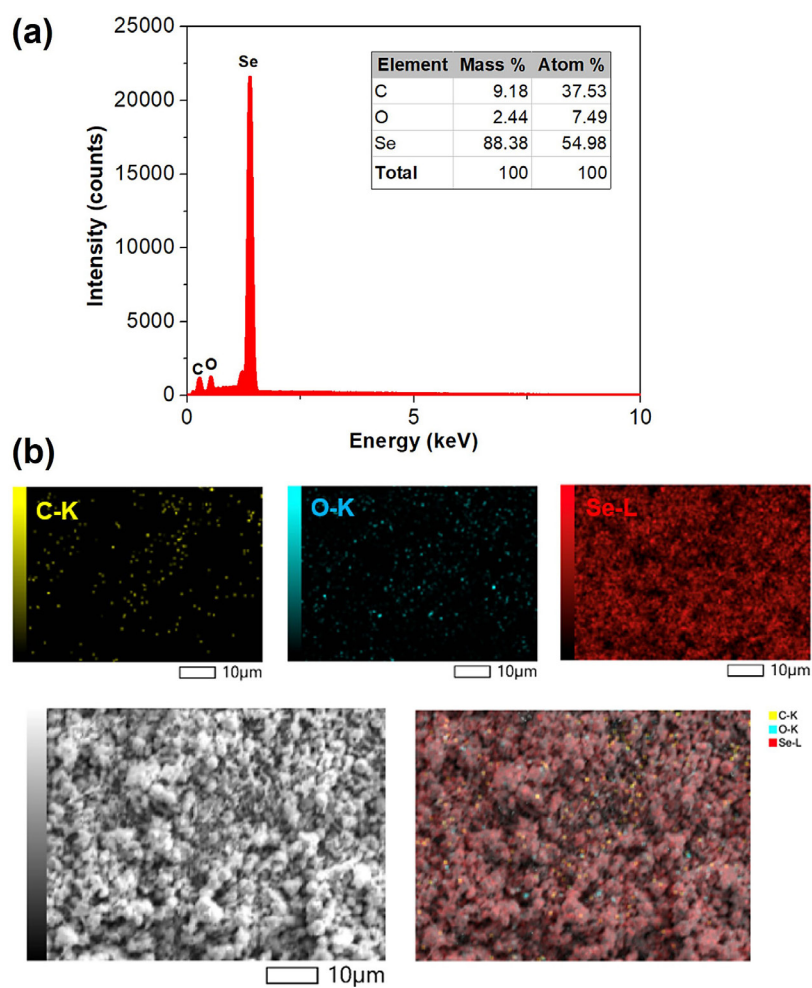 (a)
25000
20000
15000
10000
5000
0
Intensity (counts)
Se
C
O
Element Mass % Atom %
C 9.18 37.53
O 2.44 7.49
Se 88.38 54.98
Total 100 100
0 5 10
Energy (keV)
(b)
C-K
O-K
Se-L
10µm
10µm
10µm
C-K
O-K
Se-L
10µm